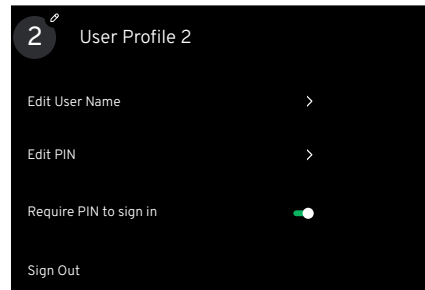 2
User Profile 2
Edit User Name
Edit PIN
Require PIN to sign in
Sign Out